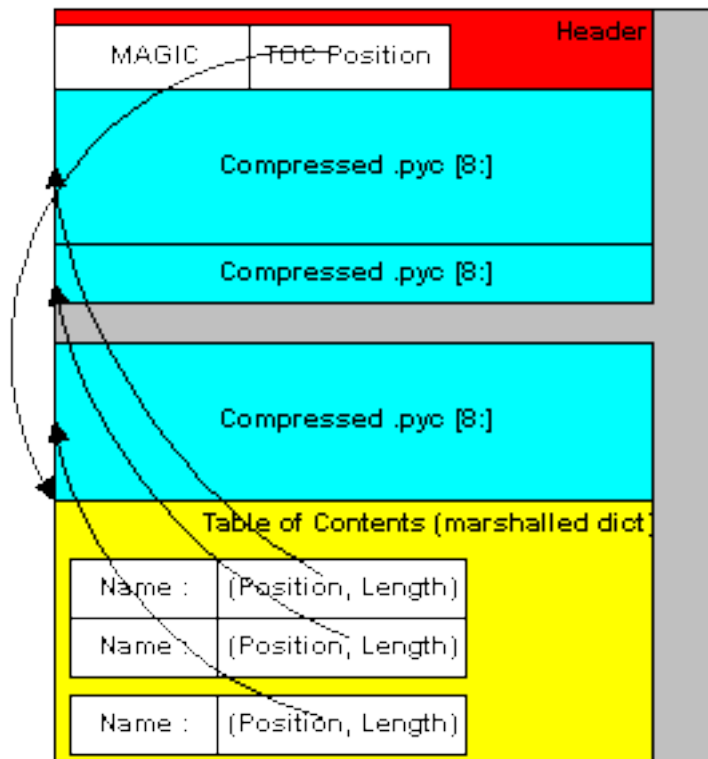 Header
MAGIC TOC Position
Compressed .pyc [8:]
Compressed .pyc [8:]
Compressed .pyc [8:]
Table of Contents (marshalled dict)
Name : (Position, Length)
Name : (Position, Length)
Name : (Position, Length)